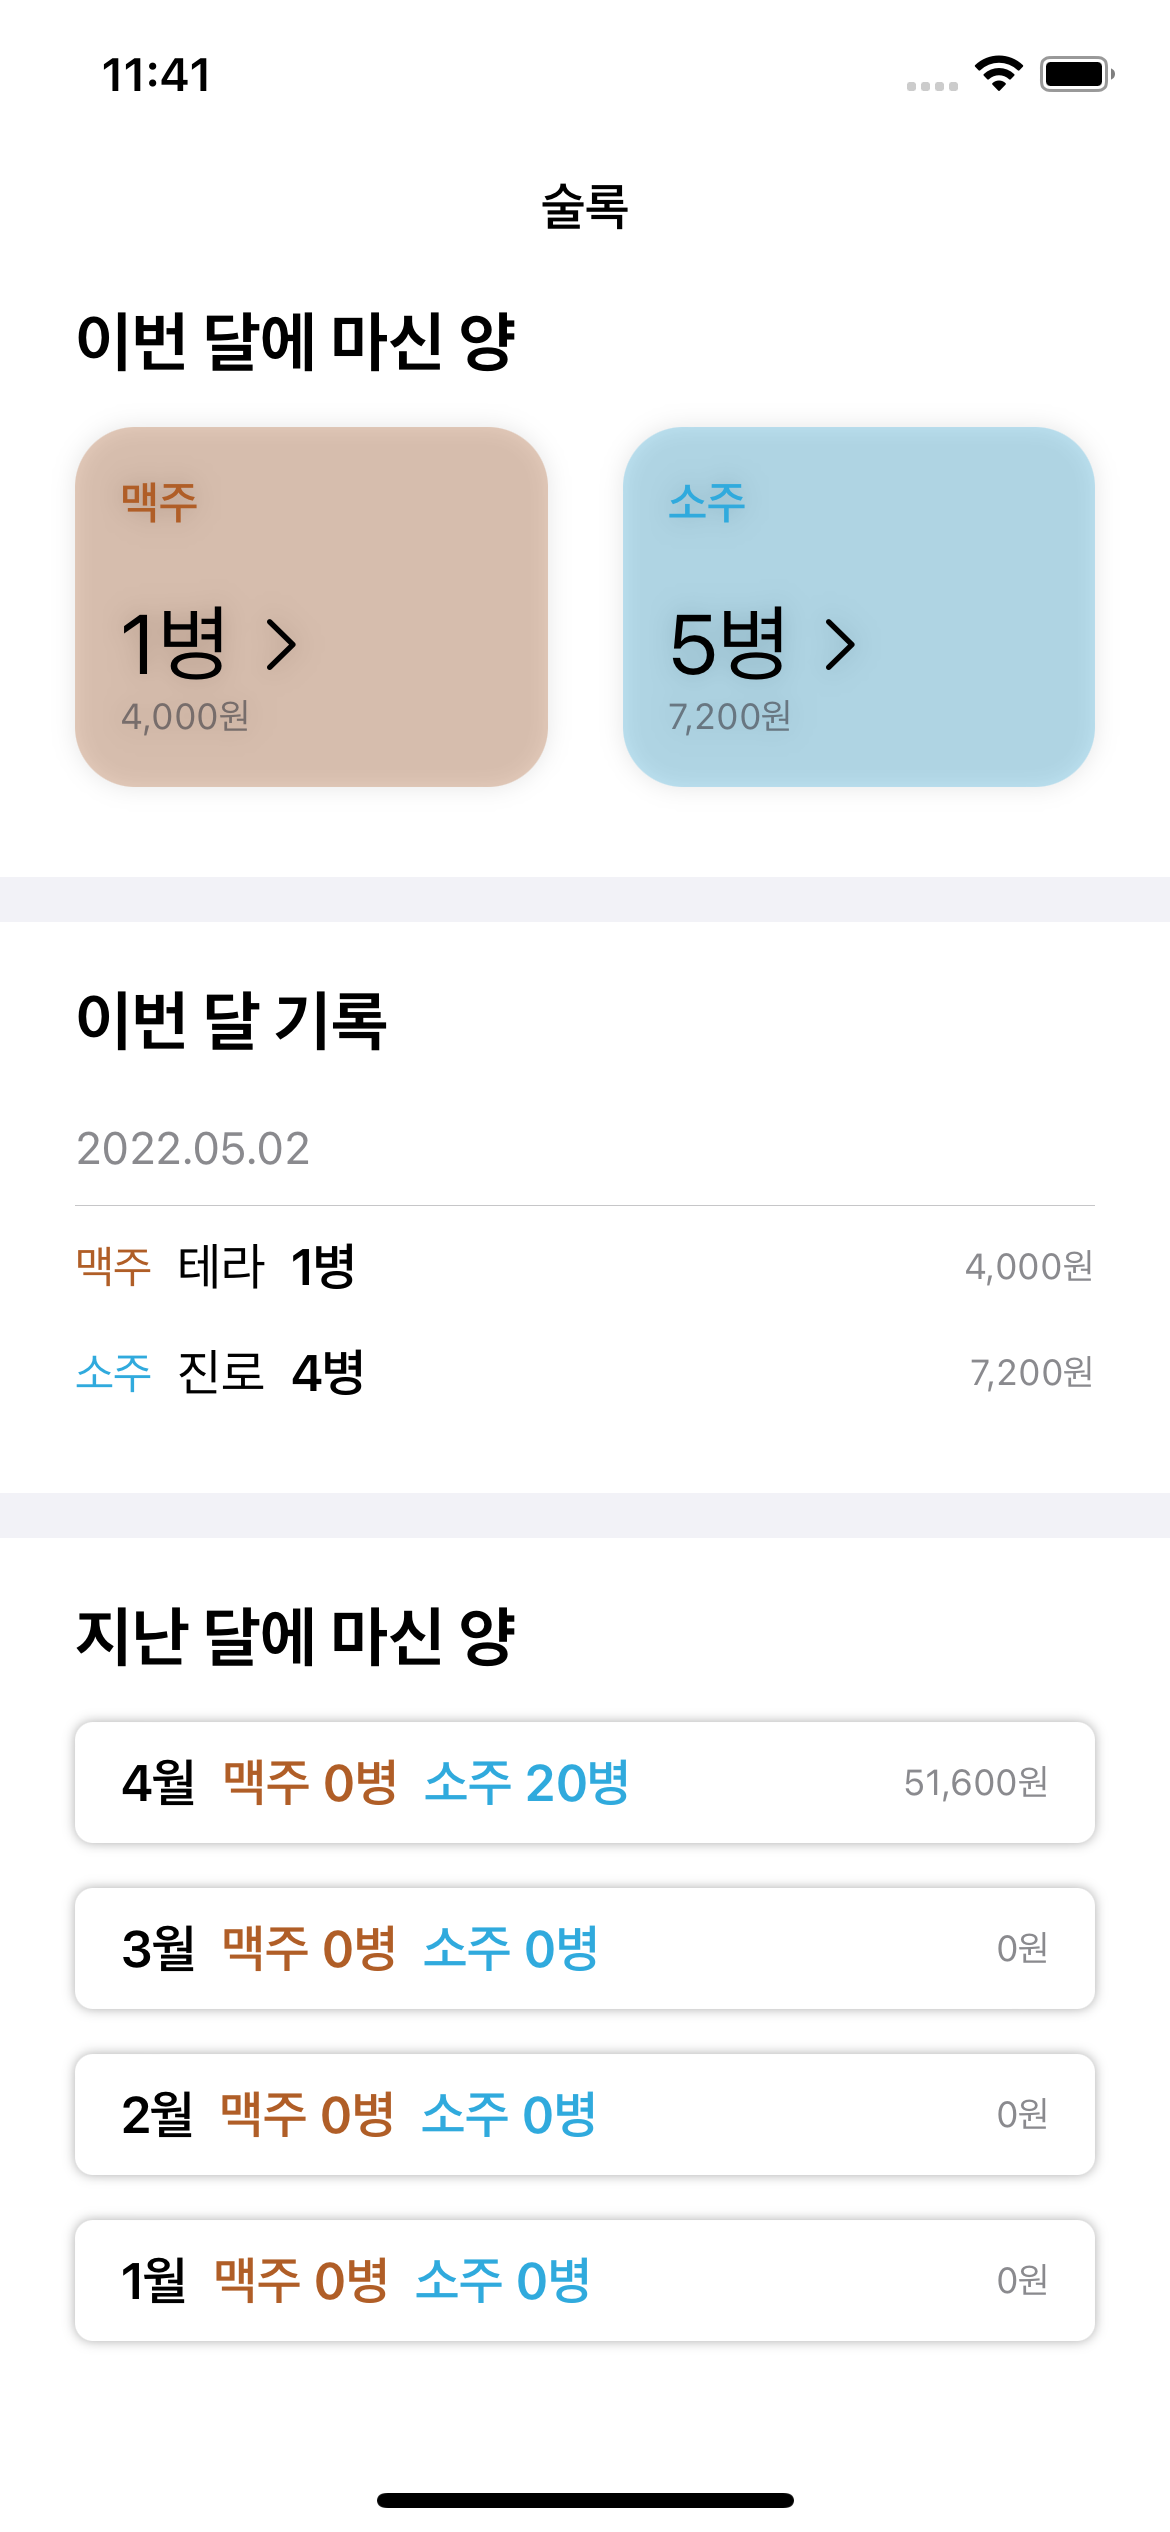 11:41
술록
이번 달에 마신 양
맥주
1병
4,000원
소주
5병
7,200원
이번 달 기록
2022.05.02
맥주 테라 1병 4,000원
소주 진로 4병 7,200원
지난 달에 마신 양
4월 맥주 0병 소주 20병 51,600원
3월 맥주 0병 소주 0병 0원
2월 맥주 0병 소주 0병 0원
1월 맥주 0병 소주 0병 0원